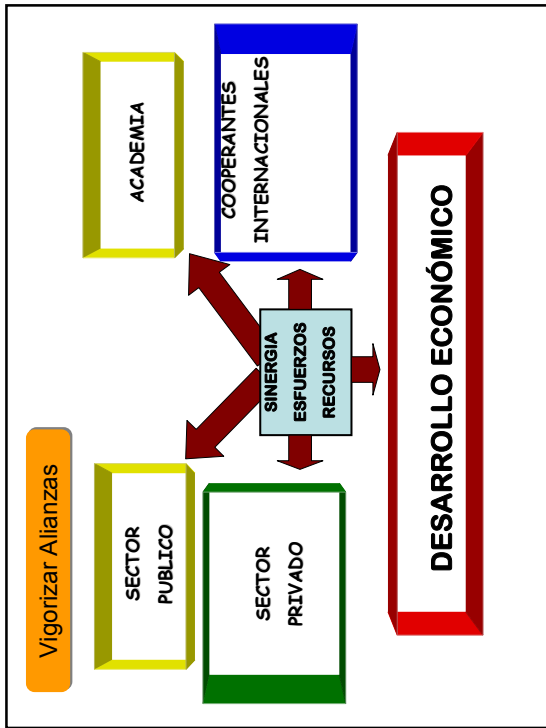 Vigorizar Alianzas
SECTOR
PUBLICO
ACADEMIA
SECTOR
PRIVADO
SINERGIA
ESFUERZOS
RECURSOS
COOPERANTES
INTERNACIONALES
DESARROLLO ECONÓMICO